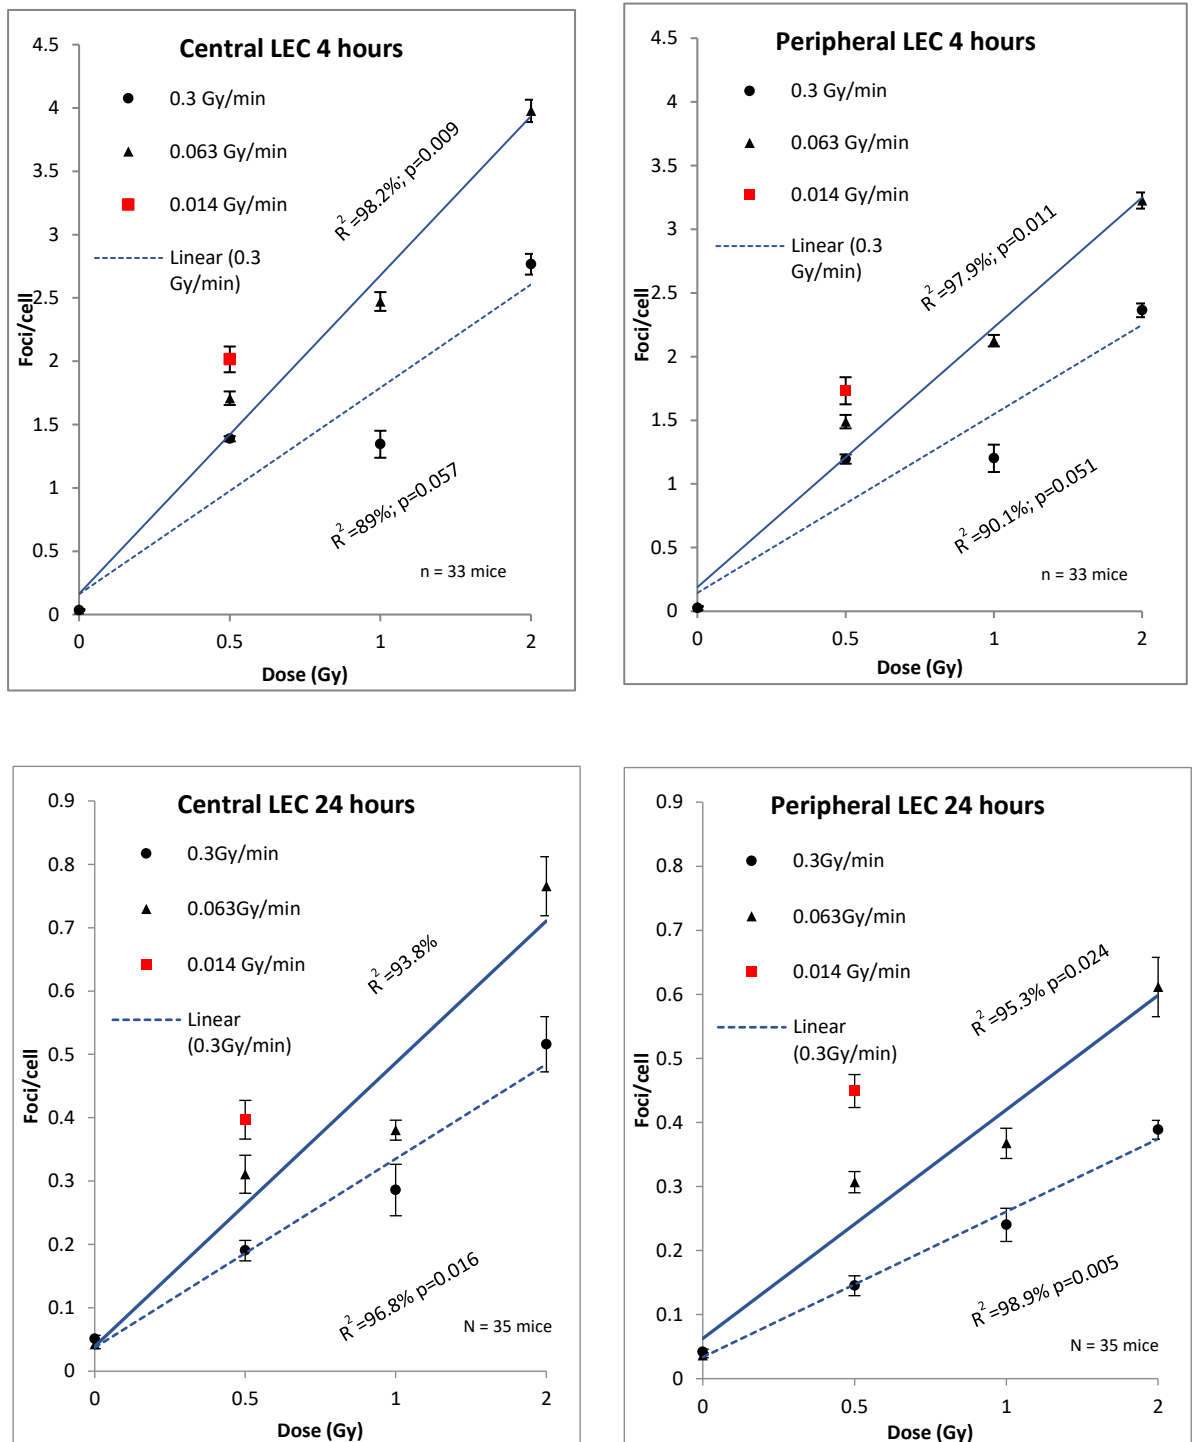 Central LEC 4 hours
4.5
4
3.5
3
2.5
2
1.5
1
0.5
0
Foci/cell
0.3 Gy/min
0.063 Gy/min
0.014 Gy/min
Linear (0.3
Gy/min)
R2=98.2%; p=0.009
R2=89%; p=0.057
n = 33 mice
0 0.5 1 2
Dose (Gy)
Peripheral LEC 4 hours
4.5
4
3.5
3
2.5
2
1.5
1
0.5
0
Foci/cell
0.3 Gy/min
0.063 Gy/min
0.014 Gy/min
Linear (0.3
Gy/min)
R2=97.9%; p=0.011
R2=90.1%; p=0.051
n = 33 mice
0 0.5 1 2
Dose (Gy)
Central LEC 24 hours
0.9
0.8
0.7
0.6
0.5
0.4
0.3
0.2
0.1
0
Foci/cell
0.3Gy/min
0.063Gy/min
0.014 Gy/min
Linear
(0.3Gy/min)
R2=93.8%
R2=96.8% p=0.016
N = 35 mice
0 0.5 1 2
Dose (Gy)
Peripheral LEC 24 hours
0.9
0.8
0.7
0.6
0.5
0.4
0.3
0.2
0.1
0
Foci/cell
0.3Gy/min
0.063Gy/min
0.014 Gy/min
Linear
(0.3Gy/min)
R2=95.3% p=0.024
R2=98.9% p=0.005
N = 35 mice
0 0.5 1 2
Dose (Gy)